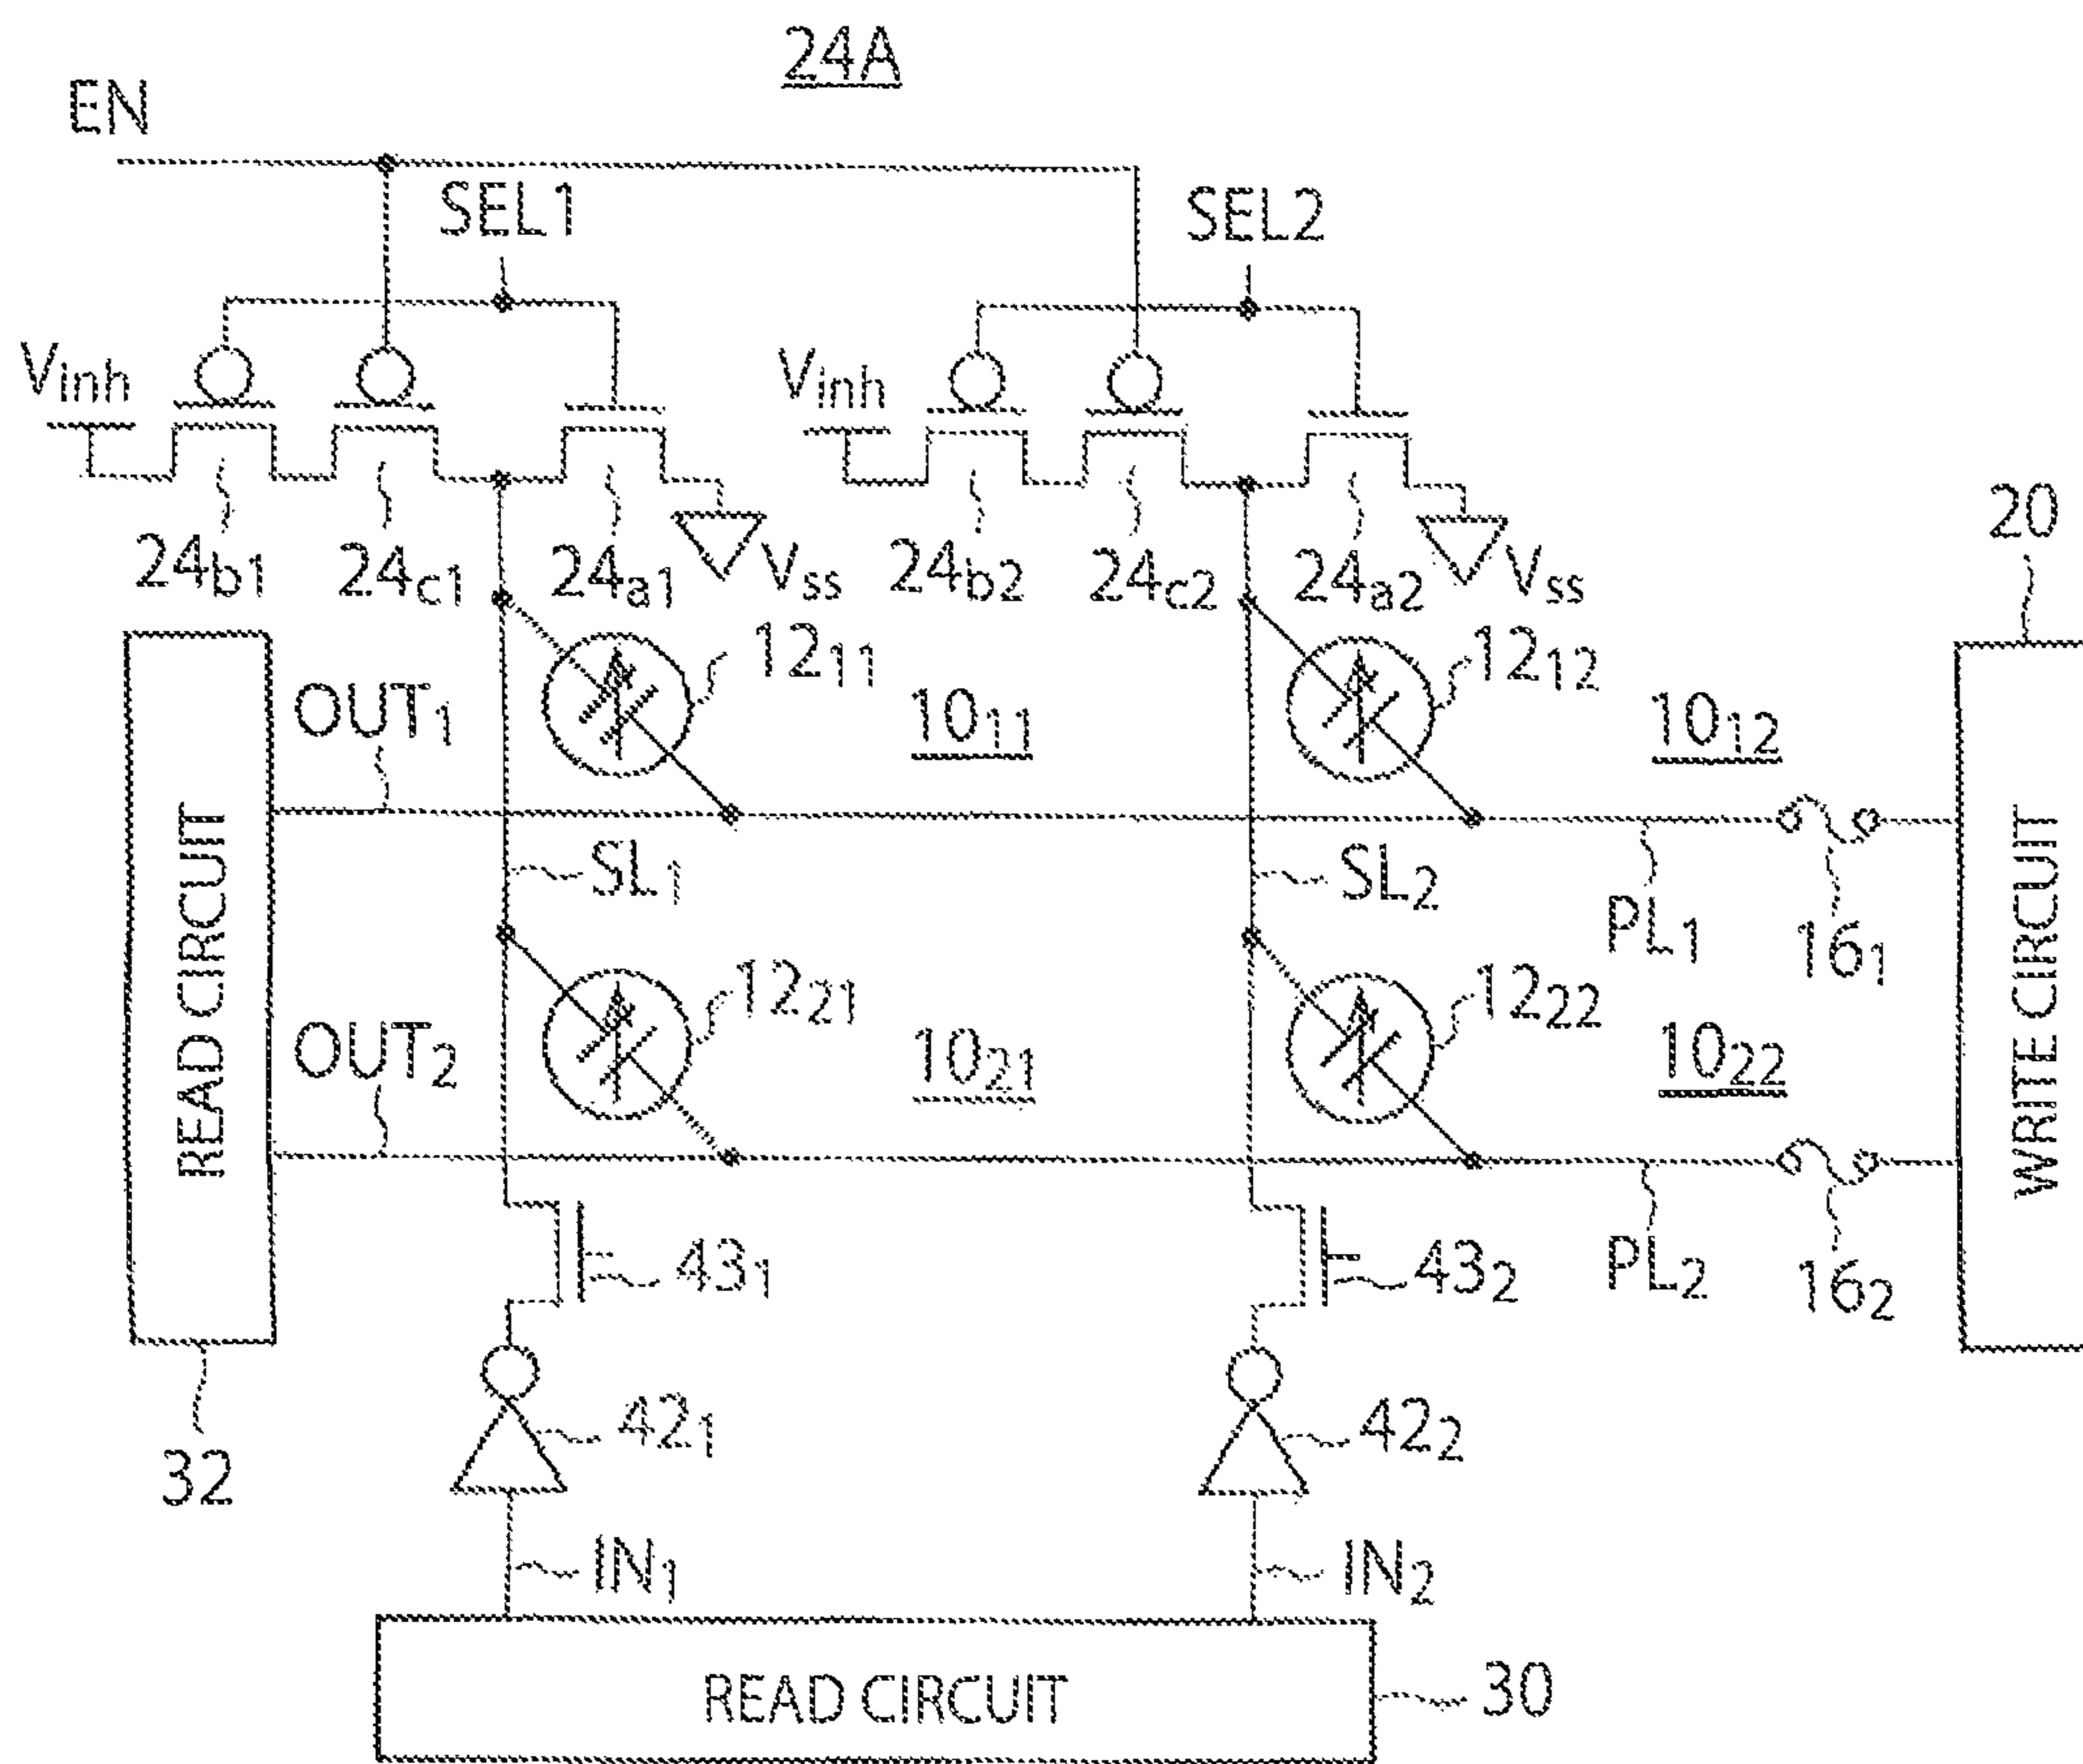 24A
EN
SEL1
SEL2
Vinh
Vinh
24b1
24c1
24a1
Vss
24b2
24c2
24a2
Vss
20
1211
1011
1212
1012
OUT1
READ CIRCUIT
WRITE CIRCUIT
SL1
SL2
PL1
161
OUT2
1221
1021
1222
1022
431
432
PL2
162
32
421
422
IN1
IN2
READ CIRCUIT
30